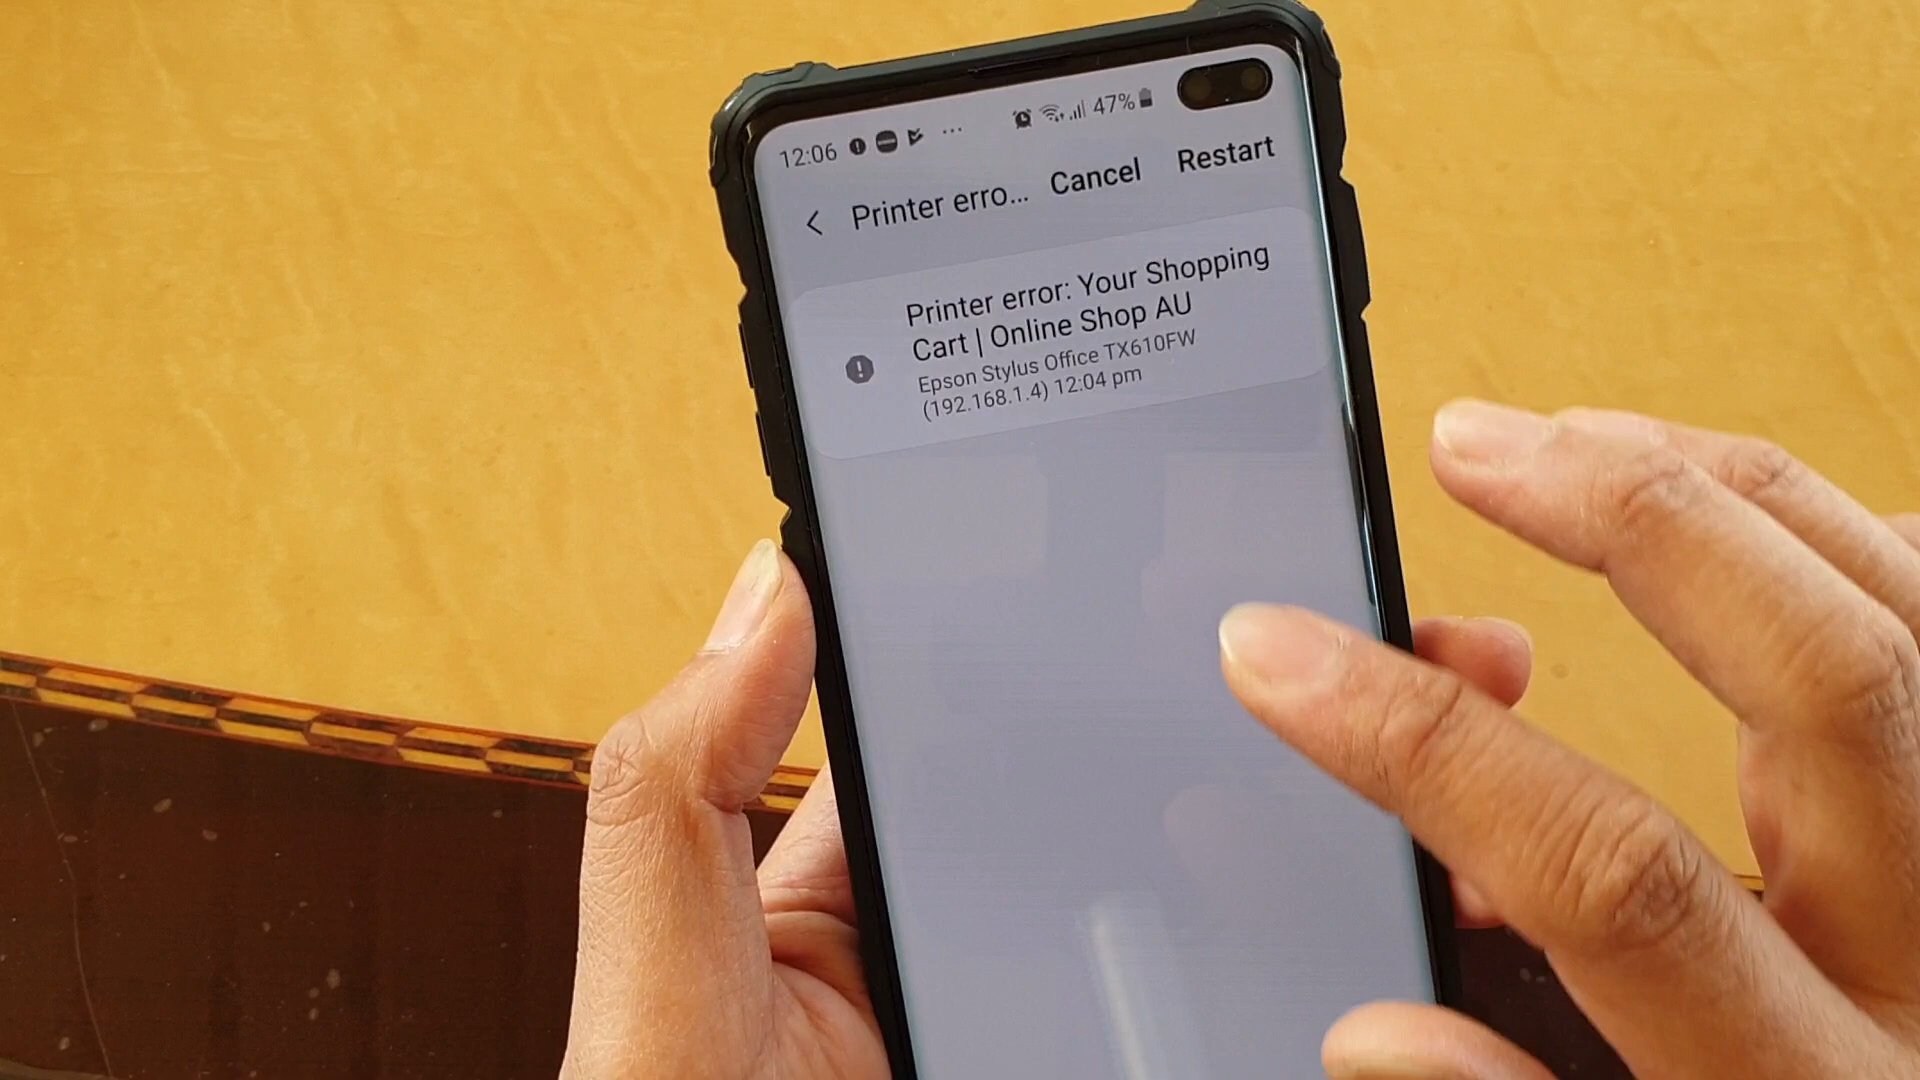 12:06 ... 47%
Printer erro... Cancel Restart
Printer error: Your Shopping
Cart | Online Shop AU
Epson Stylus Office TX610FW
(192.168.1.4) 12:04 pm